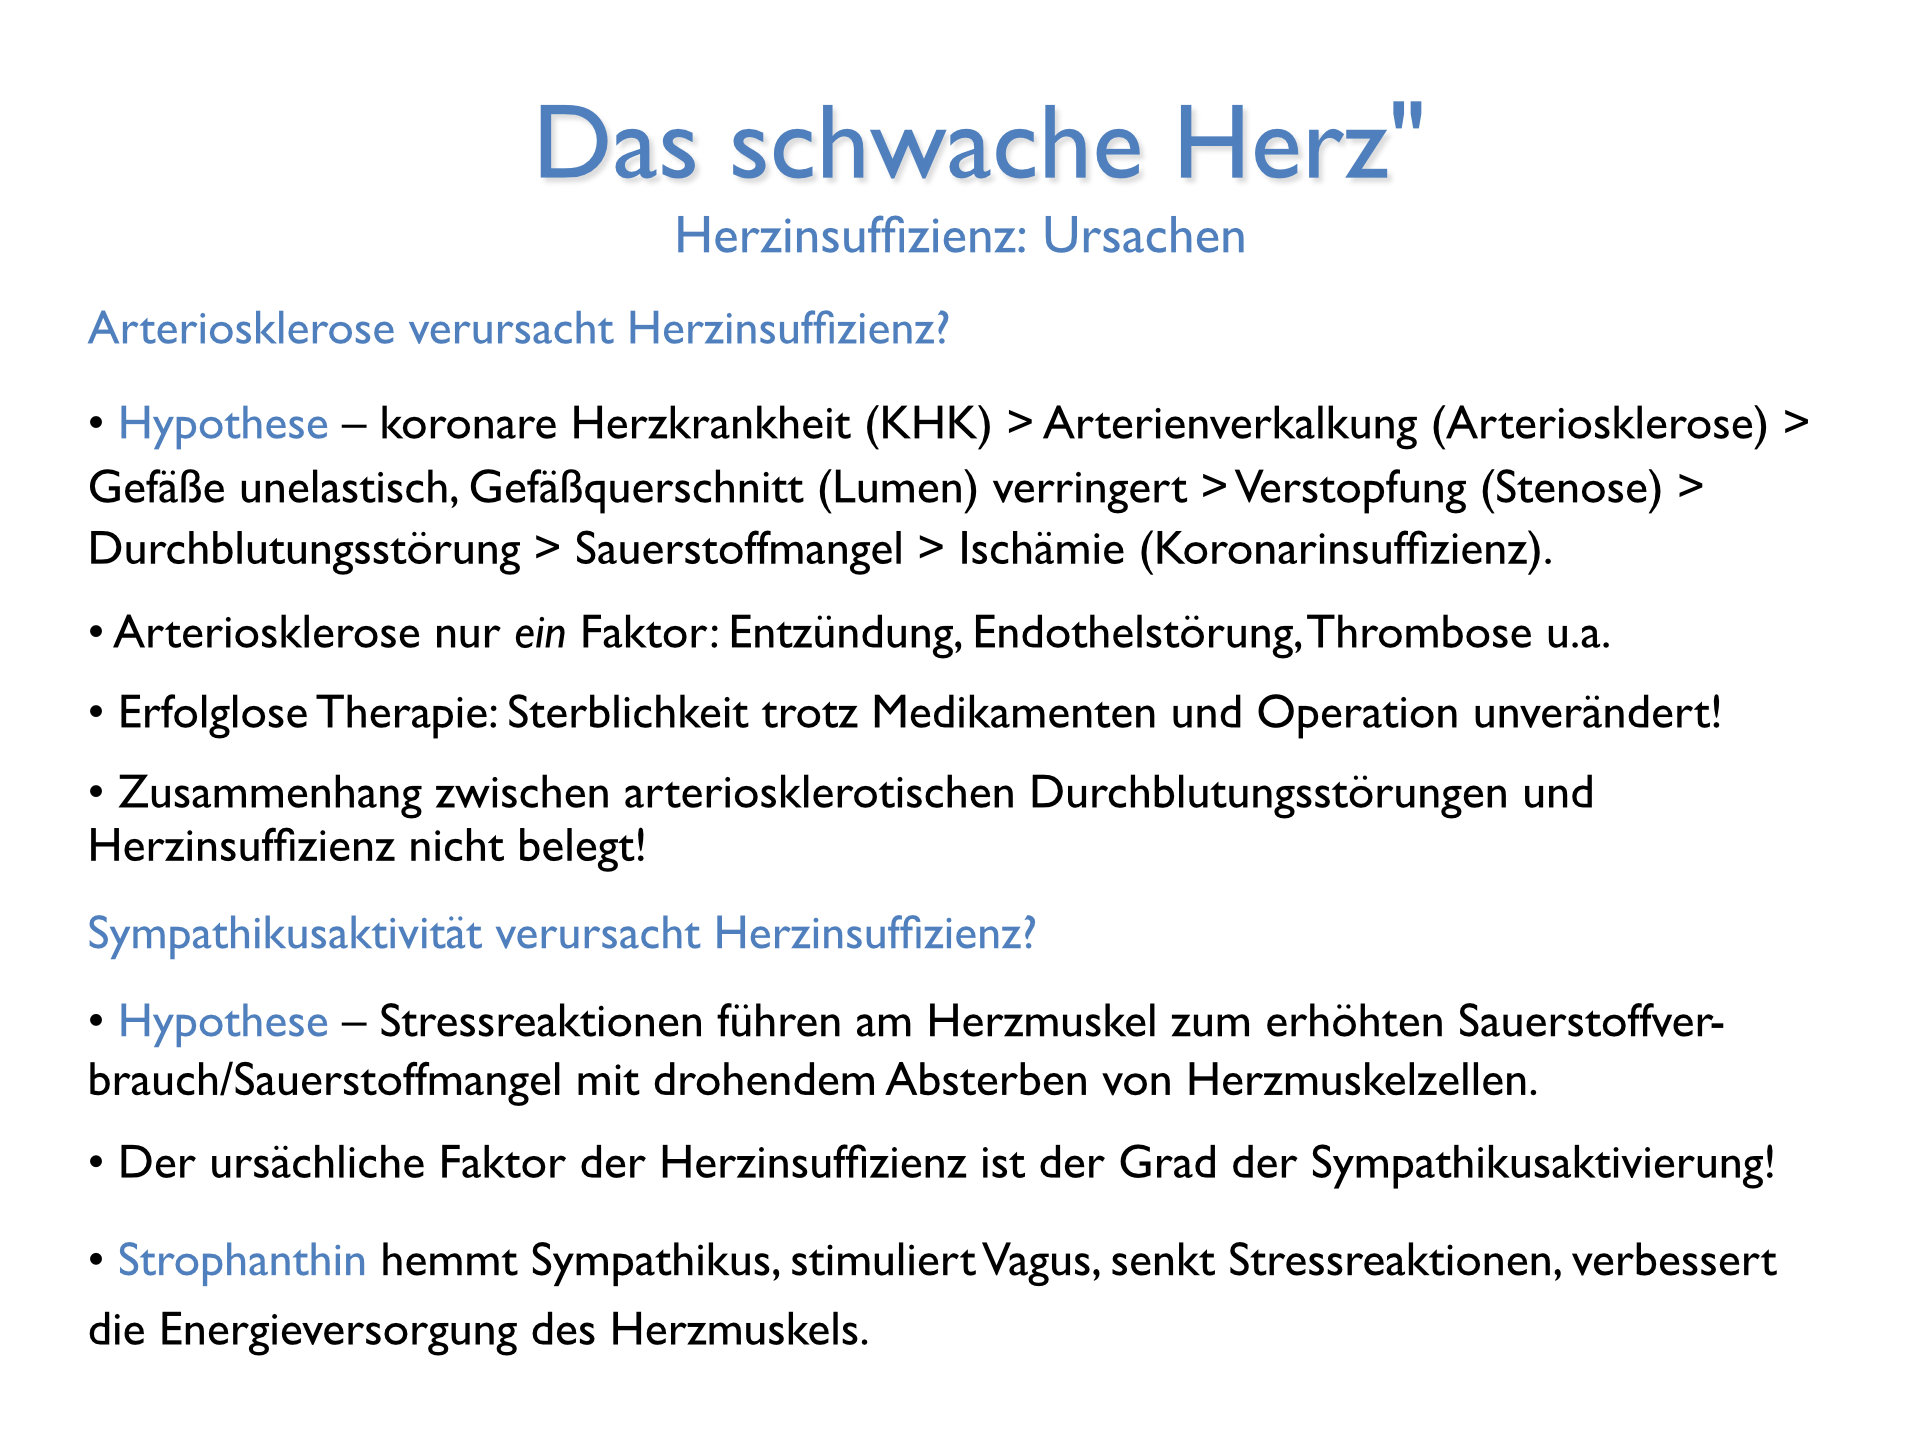 Das schwache Herz"
Herzinsuffizienz: Ursachen
Arteriosklerose verursacht Herzinsuffizienz?
• Hypothese – koronare Herzkrankheit (KHK) > Arterienverkalkung (Arteriosklerose) >
Gefäße unelastisch, Gefäßquerschnitt (Lumen) verringert > Verstopfung (Stenose) >
Durchblutungsstörung > Sauerstoffmangel > Ischämie (Koronarinsuffizienz).
• Arteriosklerose nur ein Faktor: Entzündung, Endothelstörung, Thrombose u.a.
• Erfolglose Therapie: Sterblichkeit trotz Medikamenten und Operation unverändert!
• Zusammenhang zwischen arteriosklerotischen Durchblutungsstörungen und
Herzinsuffizienz nicht belegt!
Sympathikusaktivität verursacht Herzinsuffizienz?
• Hypothese – Stressreaktionen führen am Herzmuskel zum erhöhten Sauerstoffver-
brauch/Sauerstoffmangel mit drohendem Absterben von Herzmuskelzellen.
• Der ursächliche Faktor der Herzinsuffizienz ist der Grad der Sympathikusaktivierung!
• Strophanthin hemmt Sympathikus, stimuliert Vagus, senkt Stressreaktionen, verbessert
die Energieversorgung des Herzmuskels.